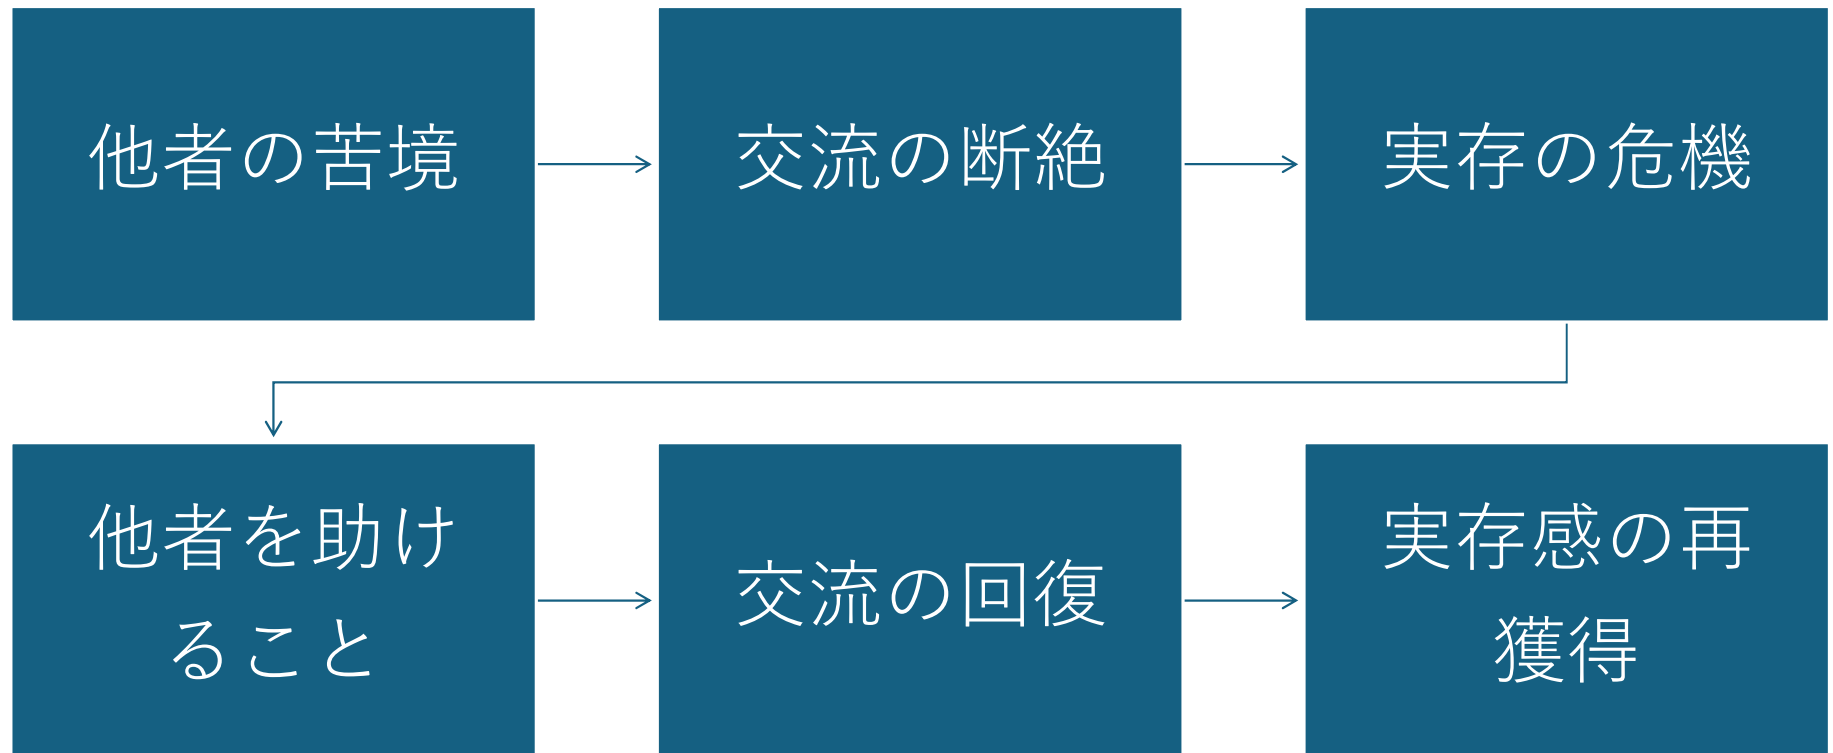 他者の苦境
交流の断絶
実存の危機
他者を助け
ること
交流の回復
実存感の再
獲得